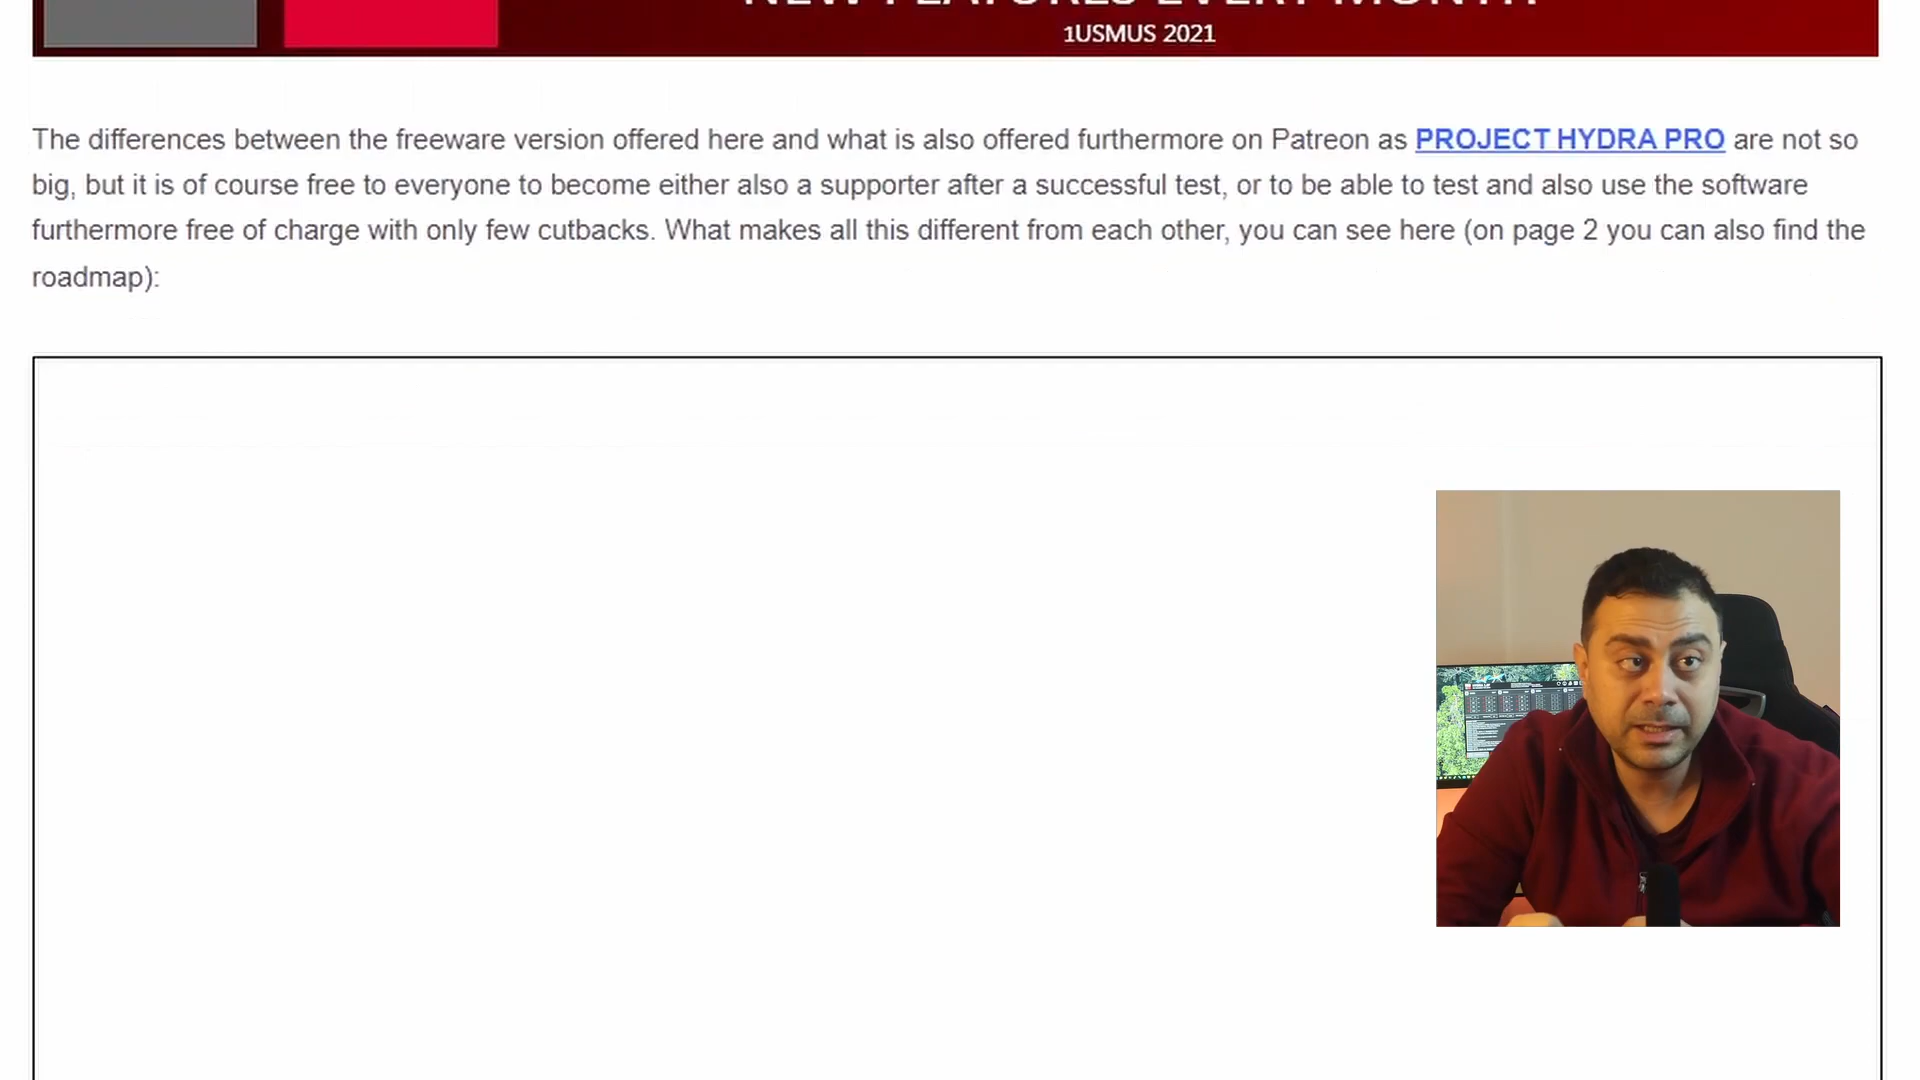 NEW FEATURES EVERY MONTH!
1USMUS 2021
The differences between the freeware version offered here and what is also offered furthermore on Patreon as PROJECT HYDRA PRO are not so
big, but it is of course free to everyone to become either also a supporter after a successful test, or to be able to test and also use the software
furthermore free of charge with only few cutbacks. What makes all this different from each other, you can see here (on page 2 you can also find the
roadmap):